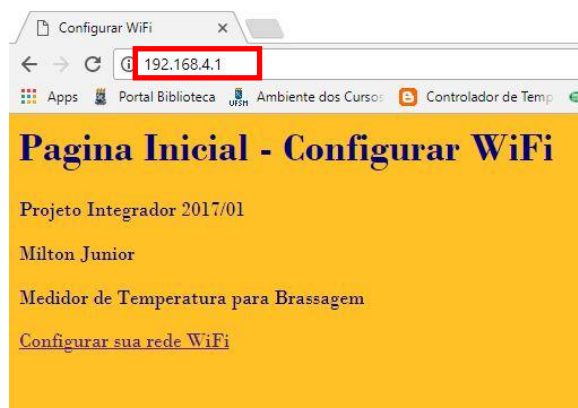 Configurar WiFi
192.168.4.1
Apps Portal Biblioteca UFSM Ambiente dos Cursos Controlador de Temp
Pagina Inicial - Configurar WiFi
Projeto Integrador 2017/01
Milton Junior
Medidor de Temperatura para Brassagem
Configurar sua rede WiFi